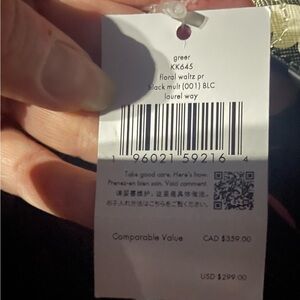 greer
KK645
floral waltz pr
black mult (001) BLC
laurel way
1 96021 59216 4
Take good care. Here's how.
Prenez-en bien soin. Voici comment.
Comparable Value CAD $359.00
USD $299.00